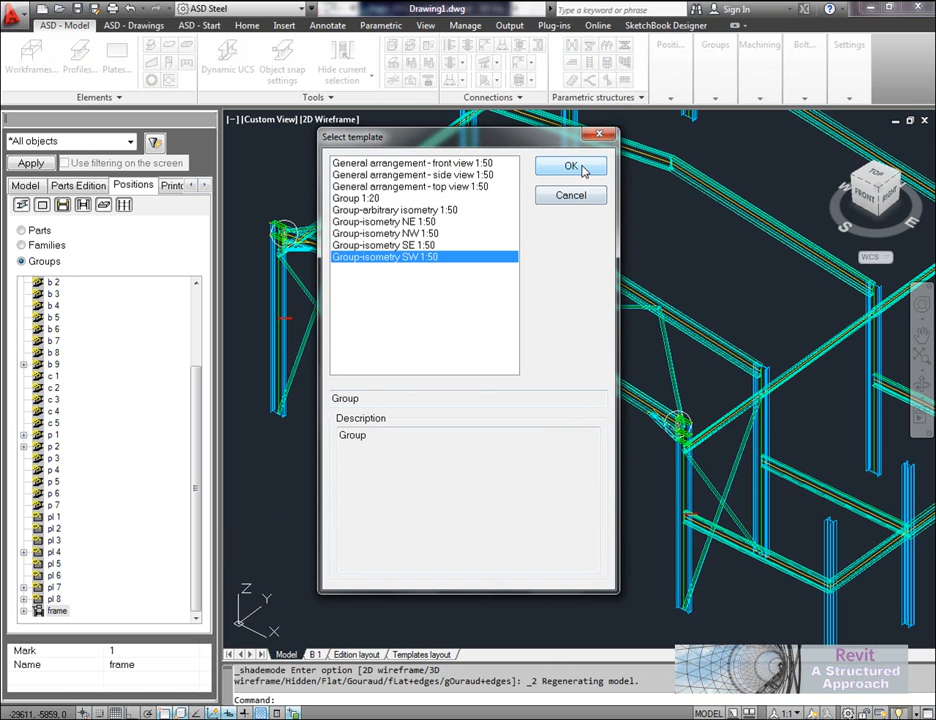 ASD Steel
Drawing1.dwg
Type a keyword or phrase
Sign In
ASD - Model
ASD - Drawings
ASD - Start
Home
Insert
Annotate
Parametric
View
Manage
Output
Plug-ins
Online
SketchBook Designer
Workframes...
Profiles...
Plates...
Dynamic UCS
Object snap
settings
Hide current
selection
Positi...
Groups
Machining
Bolt...
Settings
Elements
Tools
Connections
Parametric structures
*All objects
Apply
Use filtering on the screen
Model
Parts Edition
Positions
Printo
Parts
Families
Groups
b 2
b 3
b 4
b 5
b 6
b 7
b 8
b 9
c 1
c 2
c 3
c 4
c 5
p 1
p 2
p 3
p 4
p 5
p 6
p 7
pl 1
pl 2
pl 3
pl 4
pl 5
pl 6
pl 7
pl 8
frame
Mark 1
Name frame
[−] [Custom View] [2D Wireframe]
Select template
General arrangement - front view 1:50
General arrangement - side view 1:50
General arrangement - top view 1:50
Group 1:20
Group-arbitrary isometry 1:50
Group-isometry NE 1:50
Group-isometry NW 1:50
Group-isometry SE 1:50
Group-isometry SW 1:50
OK
Cancel
Group
Description
Group
TOP
FRONT
RIGHT
W
E
S
WCS
Z
Y
X
Model
B 1
Edition layout
Templates layout
_shademode Enter option [2D wireframe/3D
wireframe/Hidden/Flat/Gouraud/fLat+edges/gOuraud+edges]: _2 Regenerating model.
Command:
Revit
A Structured
Approach
-29611, -5859, 0
MODEL
1:1